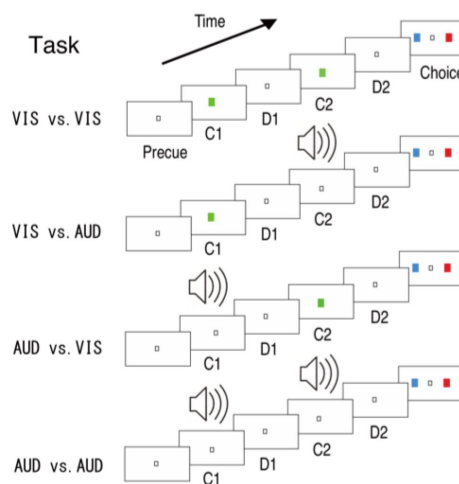 Time
Task
Choice
VIS vs. VIS
Precue
C1
D1
C2
D2
VIS vs. AUD
C1
D1
C2
D2
AUD vs. VIS
C1
D1
C2
D2
AUD vs. AUD
C1
D1
C2
D2